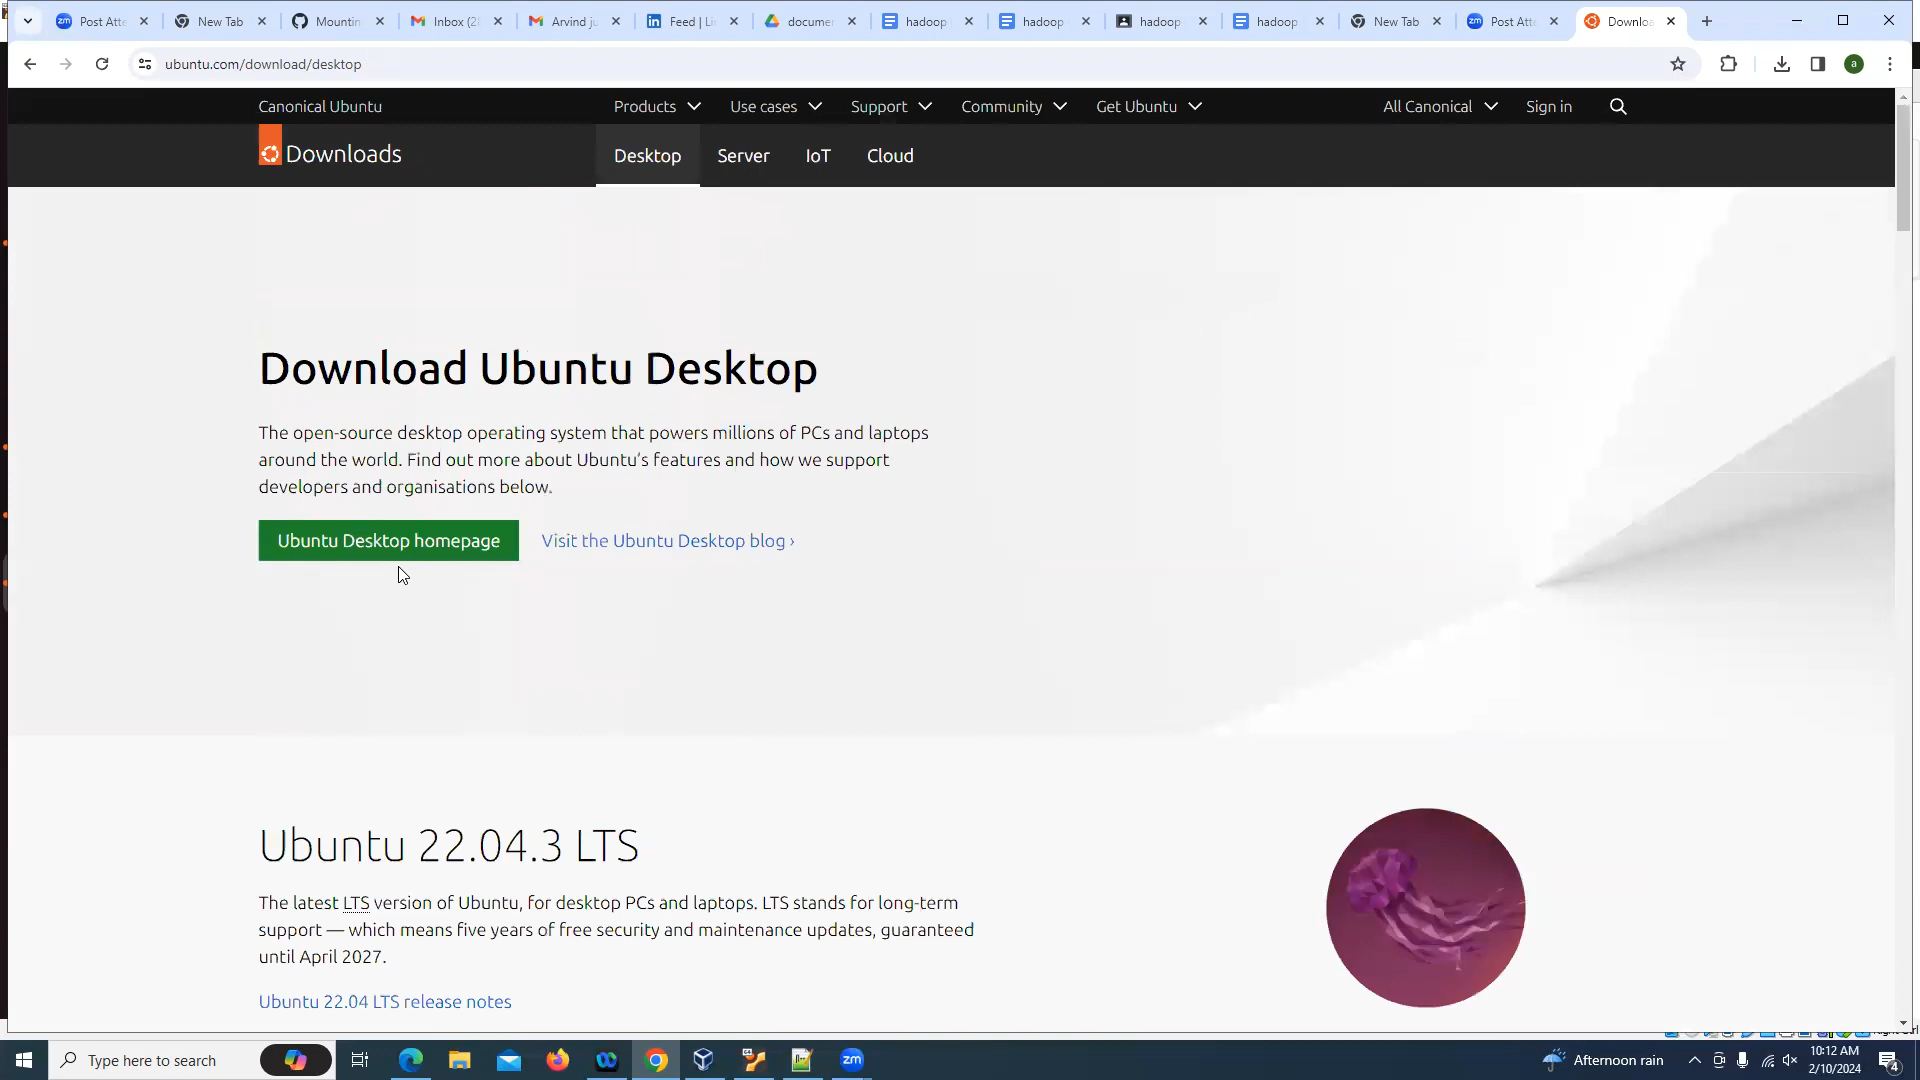 Post Atte
New Tab
Mountin
Inbox (2
Arvind ju
Feed | Li
documer
hadoop
hadoop
hadoop
hadoop
New Tab
Post Atte
Downloa
ubuntu.com/download/desktop
a
Canonical Ubuntu
Products
Use cases
Support
Community
Get Ubuntu
All Canonical
Sign in
Downloads
Desktop
Server
IoT
Cloud
Download Ubuntu Desktop
The open-source desktop operating system that powers millions of PCs and laptops
around the world. Find out more about Ubuntu's features and how we support
developers and organisations below.
Ubuntu Desktop homepage
Visit the Ubuntu Desktop blog ›
Ubuntu 22.04.3 LTS
The latest LTS version of Ubuntu, for desktop PCs and laptops. LTS stands for long-term
support — which means five years of free security and maintenance updates, guaranteed
until April 2027.
Ubuntu 22.04 LTS release notes
Type here to search
zm
Afternoon rain
10:12 AM
2/10/2024
4